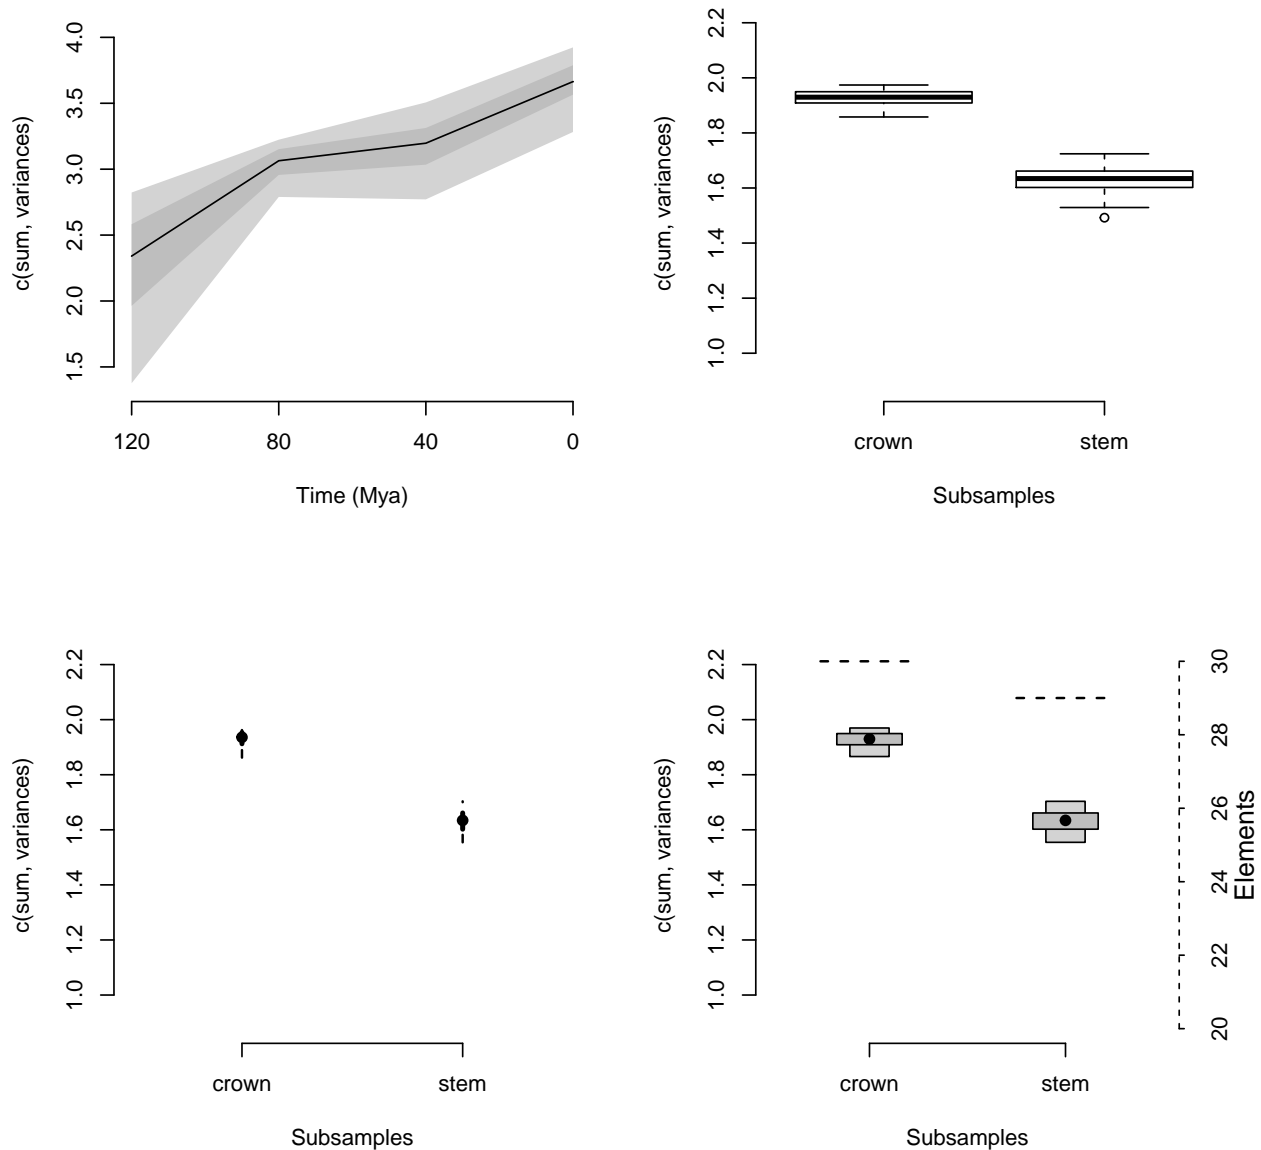 c(sum, variances)
4.0
3.5
3.0
2.5
2.0
1.5
120 80 40 0
Time (Mya)
c(sum, variances)
2.2
2.0
1.8
1.6
1.4
1.2
1.0
crown stem
Subsamples
c(sum, variances)
2.2
2.0
1.8
1.6
1.4
1.2
1.0
crown stem
Subsamples
c(sum, variances)
2.2
2.0
1.8
1.6
1.4
1.2
1.0
crown stem
Subsamples
30
28
26
24
22
20
Elements